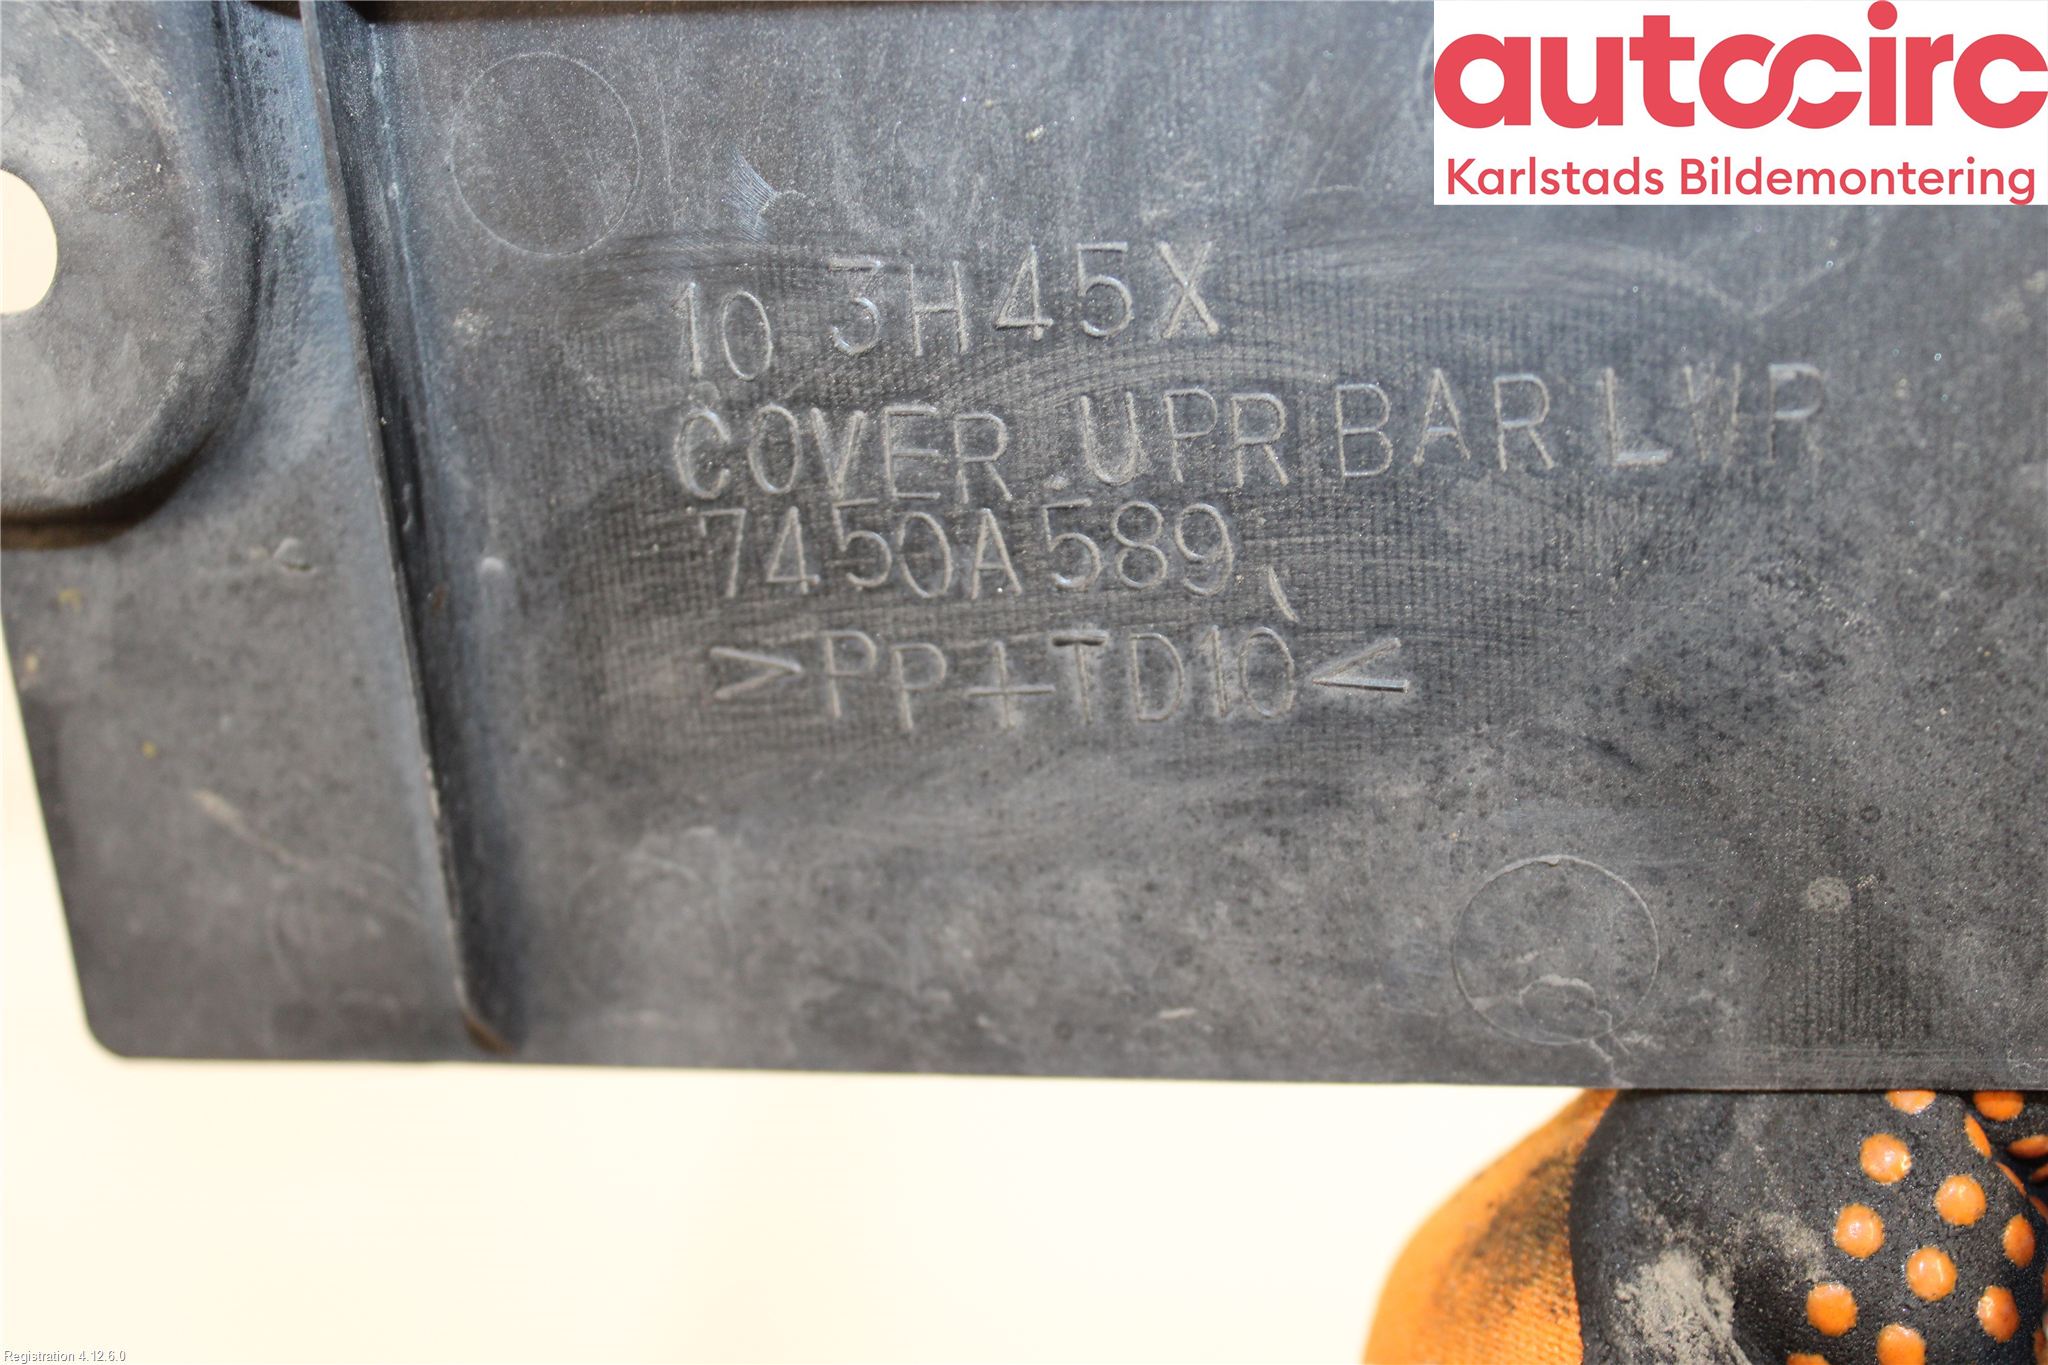 autocirc
Karlstads Bildemontering
10 3H45X
COVER, UPR BAR LWR
7450A589
>PP+TD10<
Registration 4.12.6.0